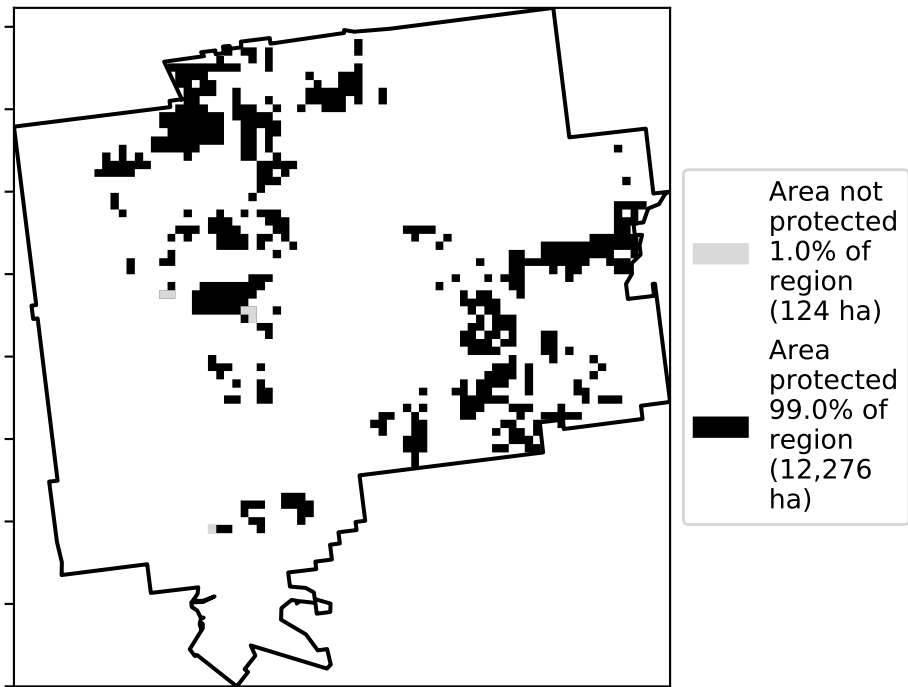 Area not
protected
1.0% of
region
(124 ha)
Area
protected
99.0% of
region
(12,276
ha)